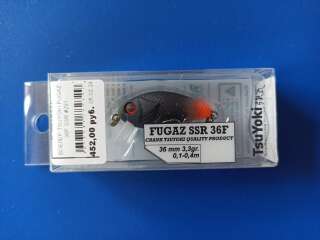 FUGAZ SSR 36F
CRANK TSUYOKI QUALITY PRODUCT
36 mm 3,3gr.
0,1-0,4m
TsuYoki
452,00 руб.